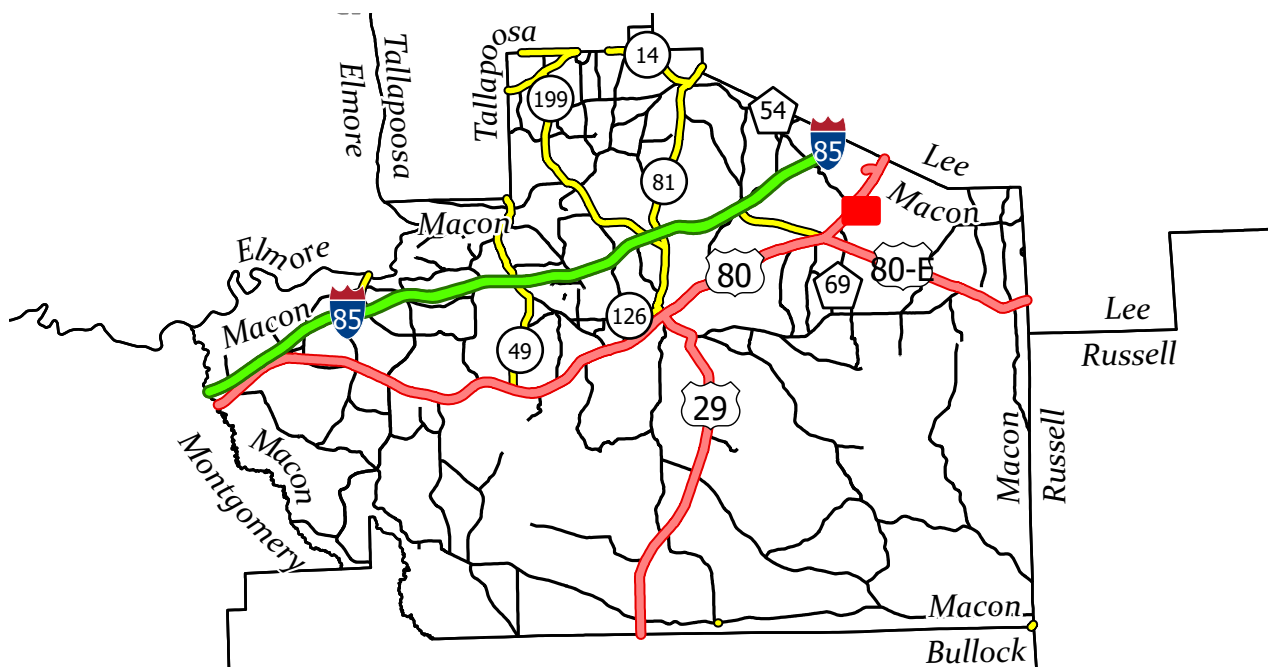 Tallapoosa
14
Tallapoosa
Elmore
Tallapoosa
199
54
85
Lee
81
Macon
Macon
Elmore
80
80-E
69
Macon
85
126
49
Lee
Russell
29
Macon
Montgomery
Macon
Russell
Macon
Bullock